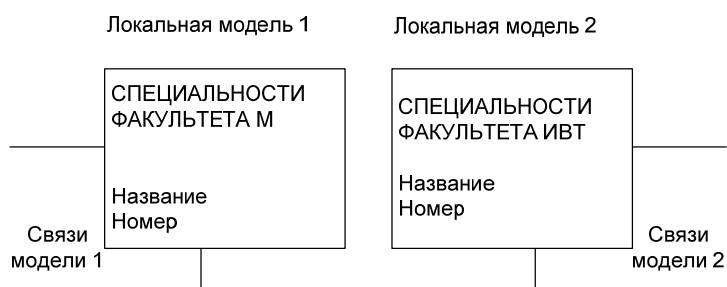 Локальная модель 1
Локальная модель 2
СПЕЦИАЛЬНОСТИ
ФАКУЛЬТЕТА М
Название
Номер
СПЕЦИАЛЬНОСТИ
ФАКУЛЬТЕТА ИВТ
Название
Номер
Связи
модели 1
Связи
модели 2